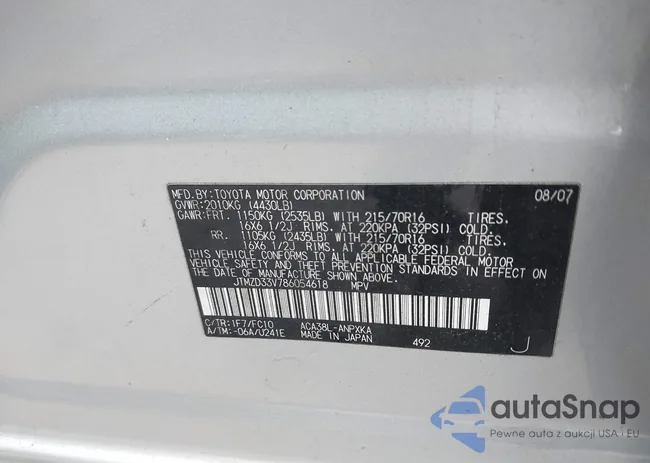 MFD.BY:TOYOTA MOTOR CORPORATION 08/07
GVWR:2010KG (4430LB)
GAWR:FRT. 1150KG (2535LB) WITH 215/70R16 TIRES,
16X6 1/2J RIMS, AT 220KPA (32PSI) COLD.
RR. 1105KG (2435LB) WITH 215/70R16 TIRES,
16X6 1/2J RIMS, AT 220KPA (32PSI) COLD.
THIS VEHICLE CONFORMS TO ALL APPLICABLE FEDERAL MOTOR
VEHICLE SAFETY AND THEFT PREVENTION STANDARDS IN
EFFECT ON THE DATE OF MANUFACTURE SHOWN ABOVE.
JTMZD33V786054618 MPV
C/TR:1F7/FC10 ACA38L-ANPXKA
A/TM:-06A/U241E MADE IN JAPAN 492 J
autaSnap
Pewne auta z aukcji USA i EU